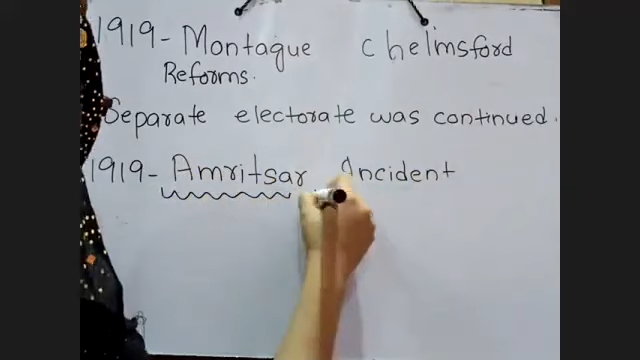 1919- Montague Chelmsford
Reforms.
Separate electorate was continued.
1919- Amritsar Incident